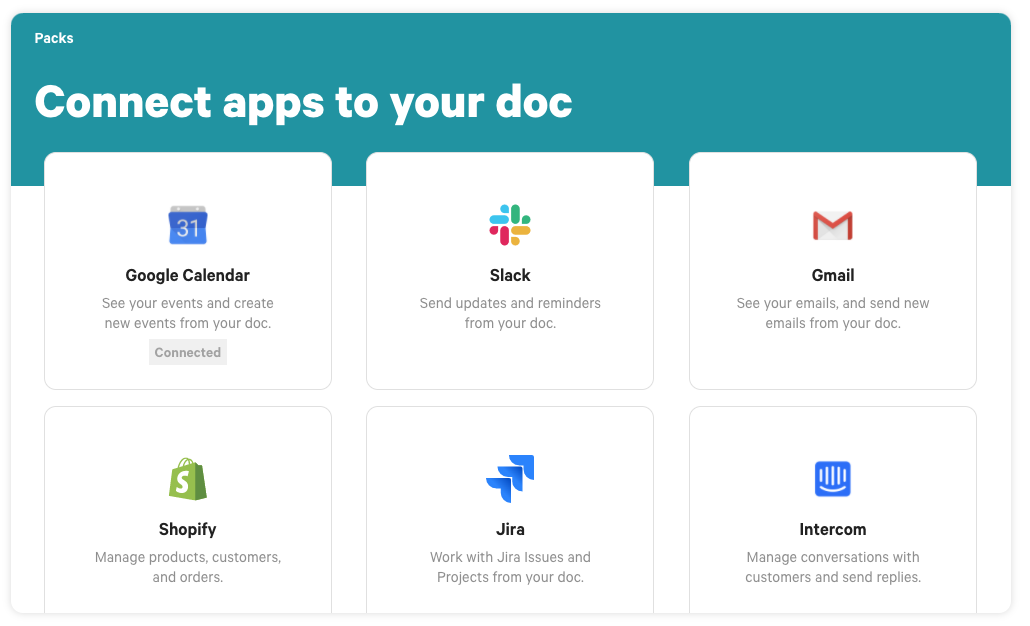 Packs
Connect apps to your doc
31
Google Calendar
See your events and create
new events from your doc.
Connected
Slack
Send updates and reminders
from your doc.
Gmail
See your emails, and send new
emails from your doc.
S
Shopify
Manage products, customers,
and orders.
Jira
Work with Jira Issues and
Projects from your doc.
Intercom
Manage conversations with
customers and send replies.